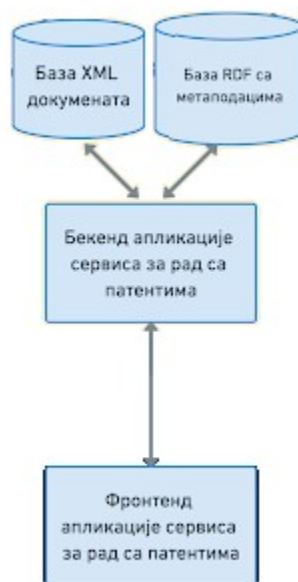 База XML
докумената
База RDF са
метаподацима
Бекенд апликације
сервиса за рад са
патентима
Фронтенд
апликације сервиса
за рад са патентима